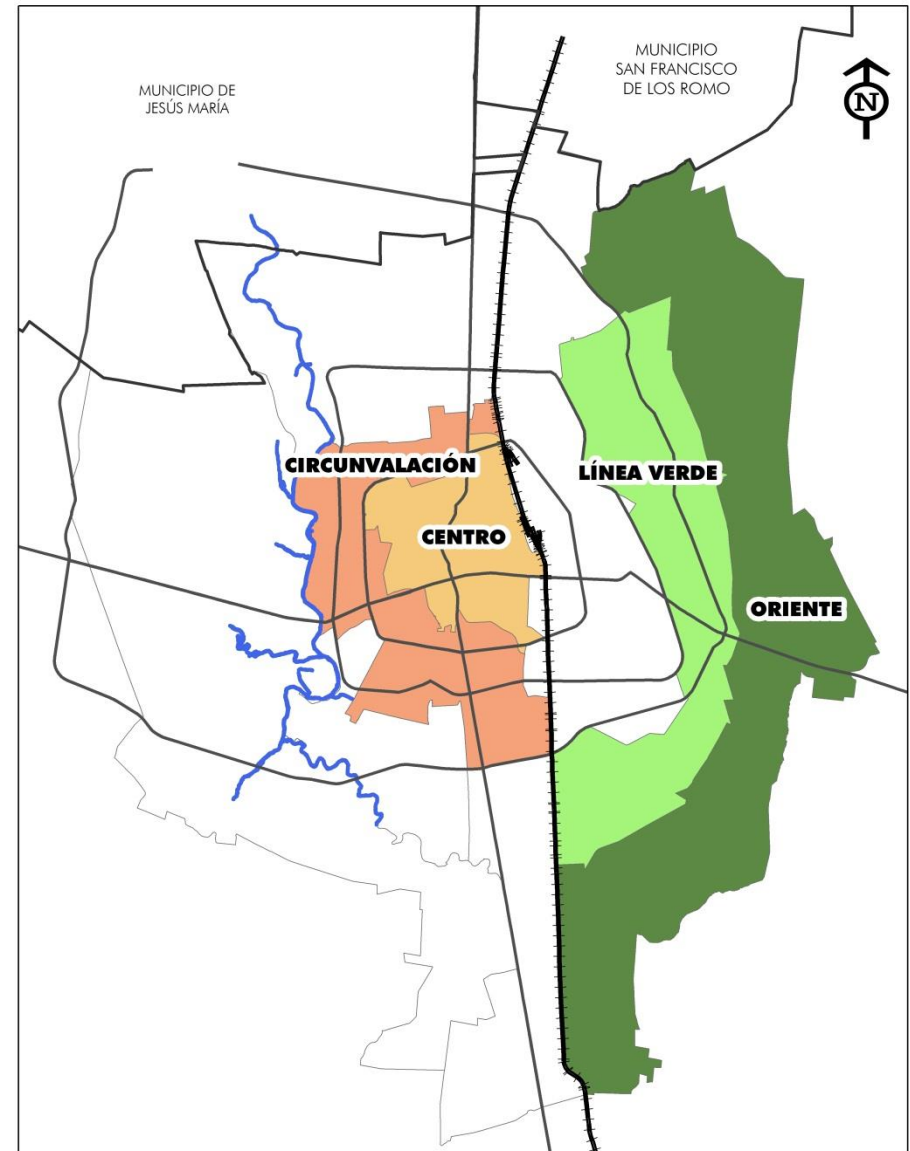 MUNICIPIO DE
JESÚS MARÍA
MUNICIPIO
SAN FRANCISCO
DE LOS ROMO
N
CIRCUNVALACIÓN
LÍNEA VERDE
CENTRO
ORIENTE